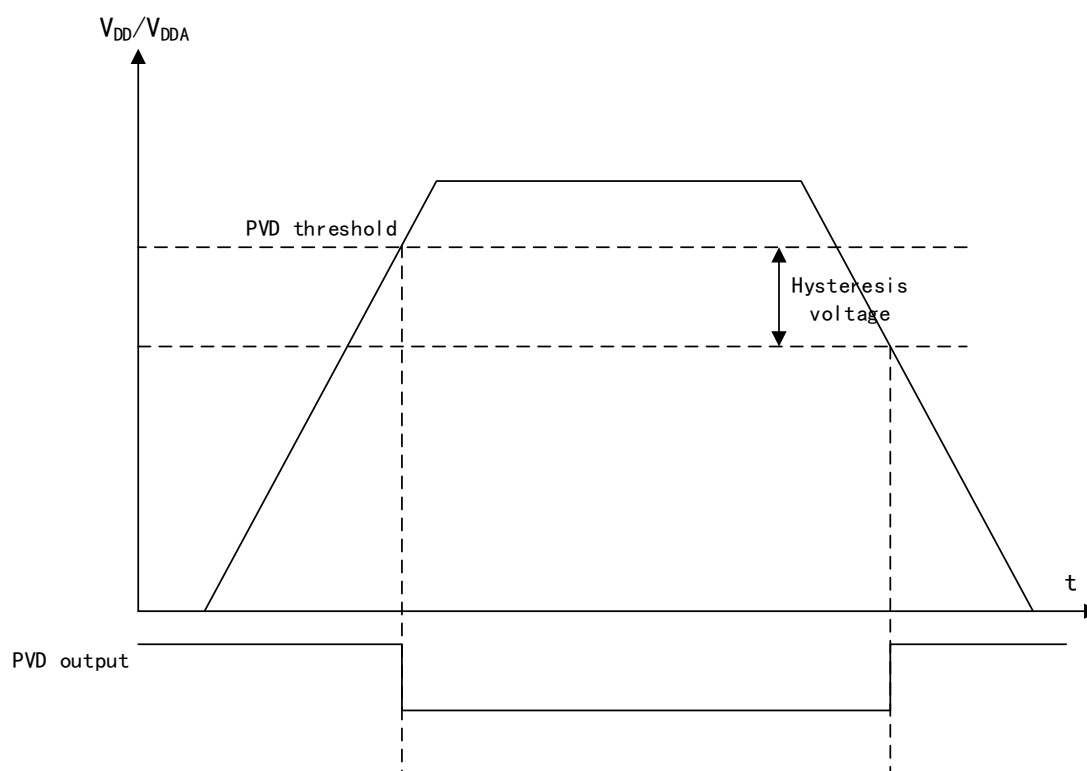 VDD/VDDA
PVD threshold
Hysteresis
voltage
t
PVD output